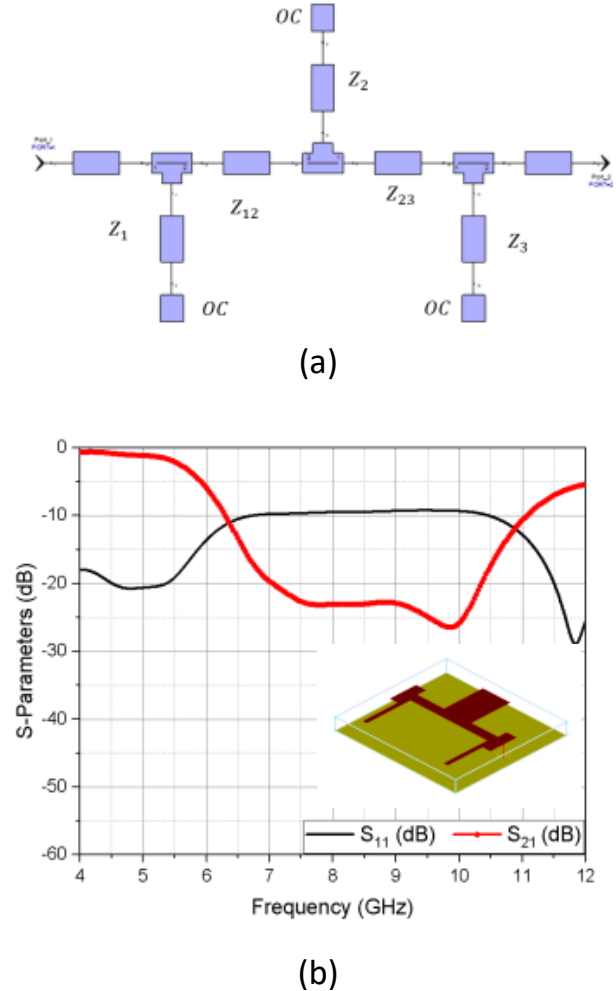 OC
Z₂
Z₁
Z₁₂
Z₂₃
Z₃
OC
OC
(a)
0
-10
-20
-30
-40
-50
-60
S-Parameters (dB)
S₁₁ (dB)
S₂₁ (dB)
4
5
6
7
8
9
10
11
12
Frequency (GHz)
(b)